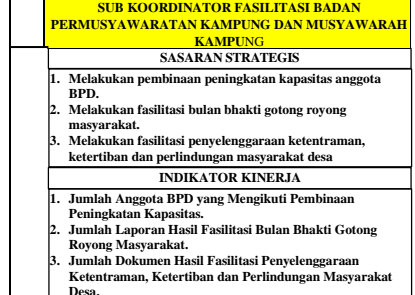 SUB KOORDINATOR FASILITASI BADAN
PERMUSYAWARATAN KAMPUNG DAN MUSYAWARAH
KAMPUNG
SASARAN STRATEGIS
1. Melakukan pembinaan peningkatan kapasitas anggota
BPD.
2. Melakukan fasilitasi bulan bhakti gotong royong
masyarakat.
3. Melakukan fasilitasi penyelenggaraan ketentraman,
ketertiban dan perlindungan masyarakat desa
INDIKATOR KINERJA
1. Jumlah Anggota BPD yang Mengikuti Pembinaan
Peningkatan Kapasitas.
2. Jumlah Laporan Hasil Fasilitasi Bulan Bhakti Gotong
Royong Masyarakat.
3. Jumlah Dokumen Hasil Fasilitasi Penyelenggaraan
Ketentraman, Ketertiban dan Perlindungan Masyarakat
Desa.